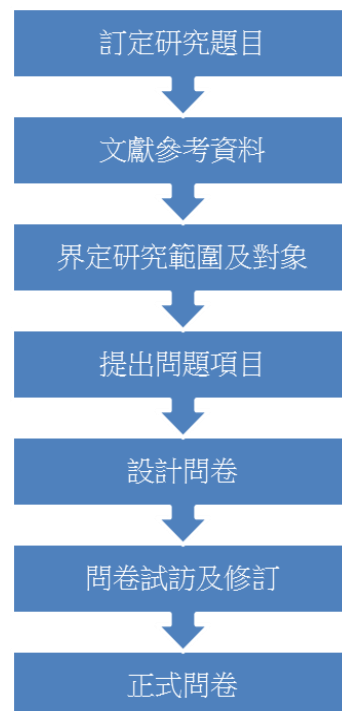 訂定研究題目
文獻參考資料
界定研究範圍及對象
提出問題項目
設計問卷
問卷試訪及修訂
正式問卷